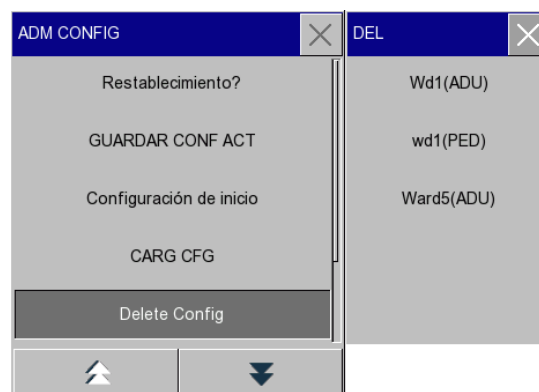 ADM CONFIG
Restablecimiento?
GUARDAR CONF ACT
Configuración de inicio
CARG CFG
Delete Config
DEL
Wd1(ADU)
wd1(PED)
Ward5(ADU)